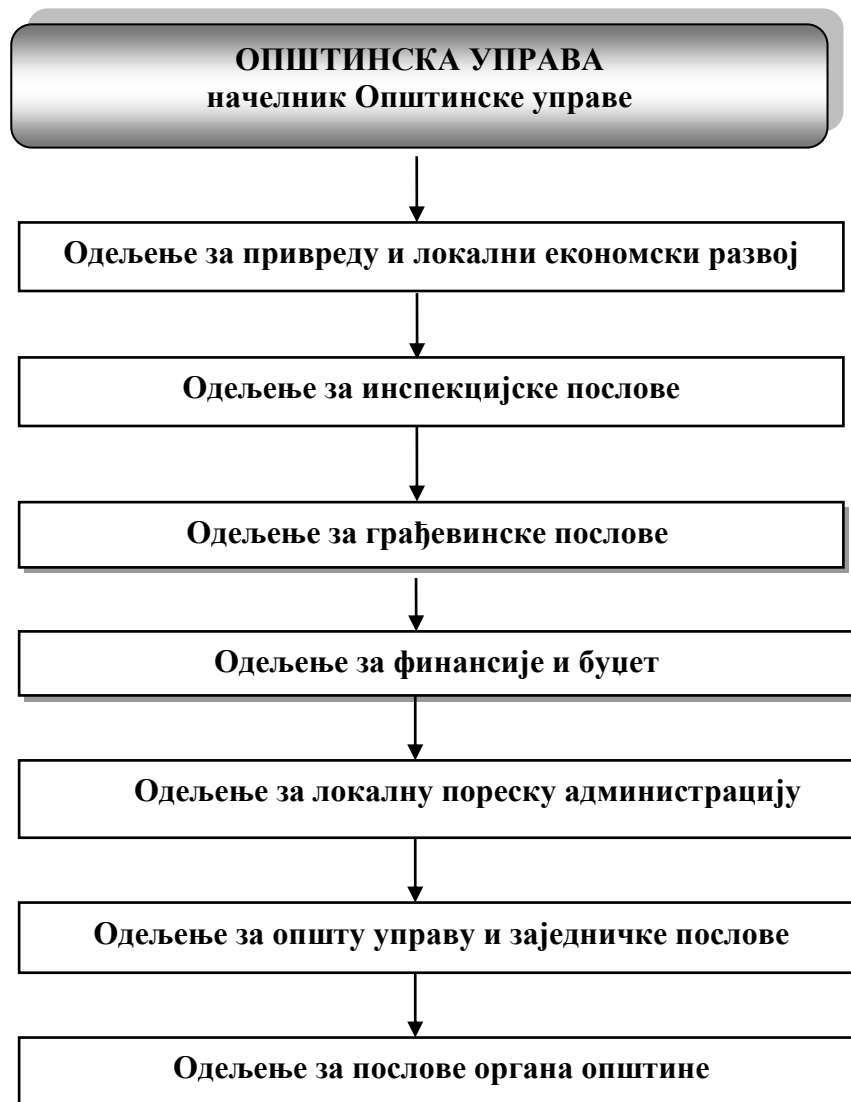 ОПШТИНСКА УПРАВА
начелник Општинске управе
Одељење за привреду и локални економски развој
Одељење за инспекцијске послове
Одељење за грађевинске послове
Одељење за финансије и буџет
Одељење за локалну пореску администрацију
Одељење за општу управу и заједничке послове
Одељење за послове органа општине